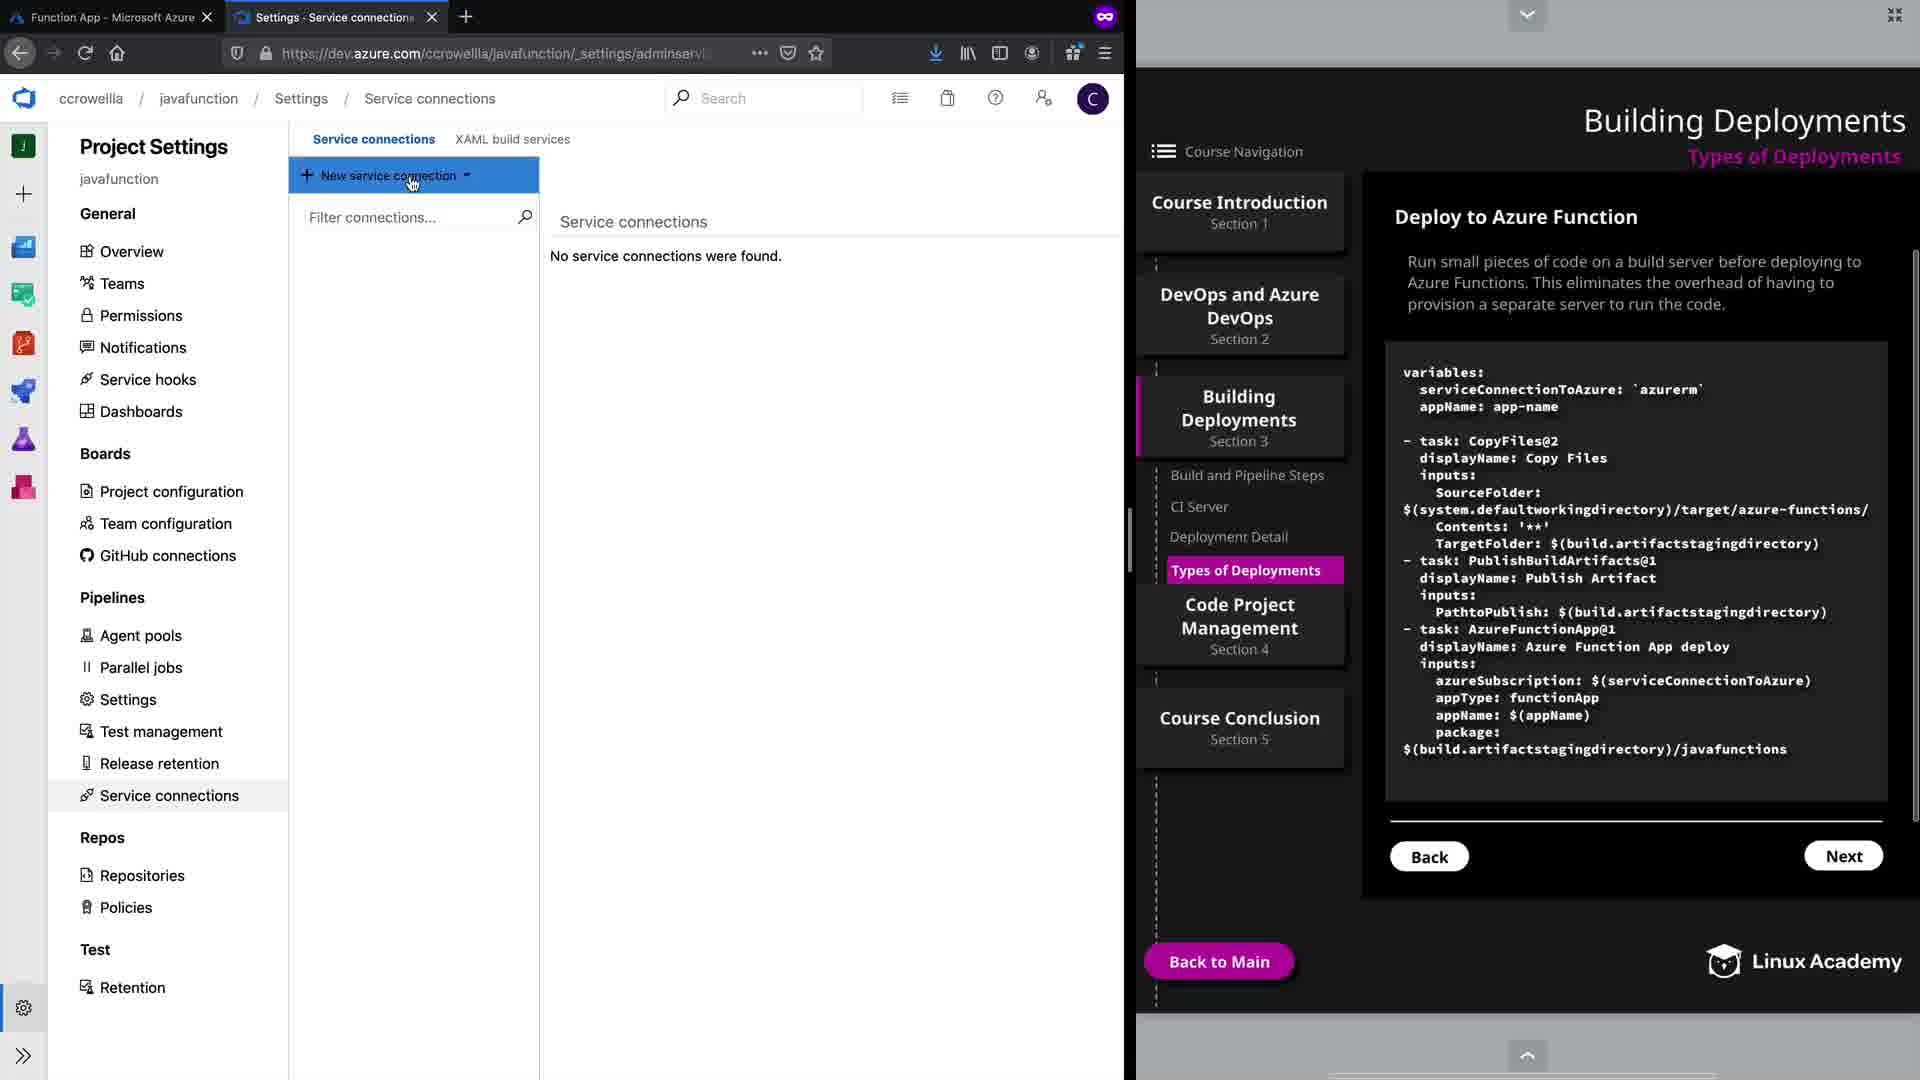 Function App - Microsoft Azure
Settings - Service connections
https://dev.azure.com/ccrowellla/javafunction/_settings/adminservi
ccrowellla / javafunction / Settings / Service connections
Search
C
J
Project Settings
javafunction
General
Overview
Teams
Permissions
Notifications
Service hooks
Dashboards
Boards
Project configuration
Team configuration
GitHub connections
Pipelines
Agent pools
Parallel jobs
Settings
Test management
Release retention
Service connections
Repos
Repositories
Policies
Test
Retention
Service connections
XAML build services
+ New service connection
Filter connections...
Service connections
No service connections were found.
Building Deployments
Types of Deployments
Course Navigation
Course Introduction
Section 1
DevOps and Azure
DevOps
Section 2
Building
Deployments
Section 3
Build and Pipeline Steps
CI Server
Deployment Detail
Types of Deployments
Code Project
Management
Section 4
Course Conclusion
Section 5
Back to Main
Deploy to Azure Function
Run small pieces of code on a build server before deploying to
Azure Functions. This eliminates the overhead of having to
provision a separate server to run the code.
variables:
serviceConnectionToAzure: `azurerm`
appName: app-name
- task: CopyFiles@2
displayName: Copy Files
inputs:
SourceFolder:
$(system.defaultworkingdirectory)/target/azure-functions/
Contents: '**'
TargetFolder: $(build.artifactstagingdirectory)
- task: PublishBuildArtifacts@1
displayName: Publish Artifact
inputs:
PathtoPublish: $(build.artifactstagingdirectory)
- task: AzureFunctionApp@1
displayName: Azure Function App deploy
inputs:
azureSubscription: $(serviceConnectionToAzure)
appType: functionApp
appName: $(appName)
package:
$(build.artifactstagingdirectory)/javafunctions
Back
Next
Linux Academy